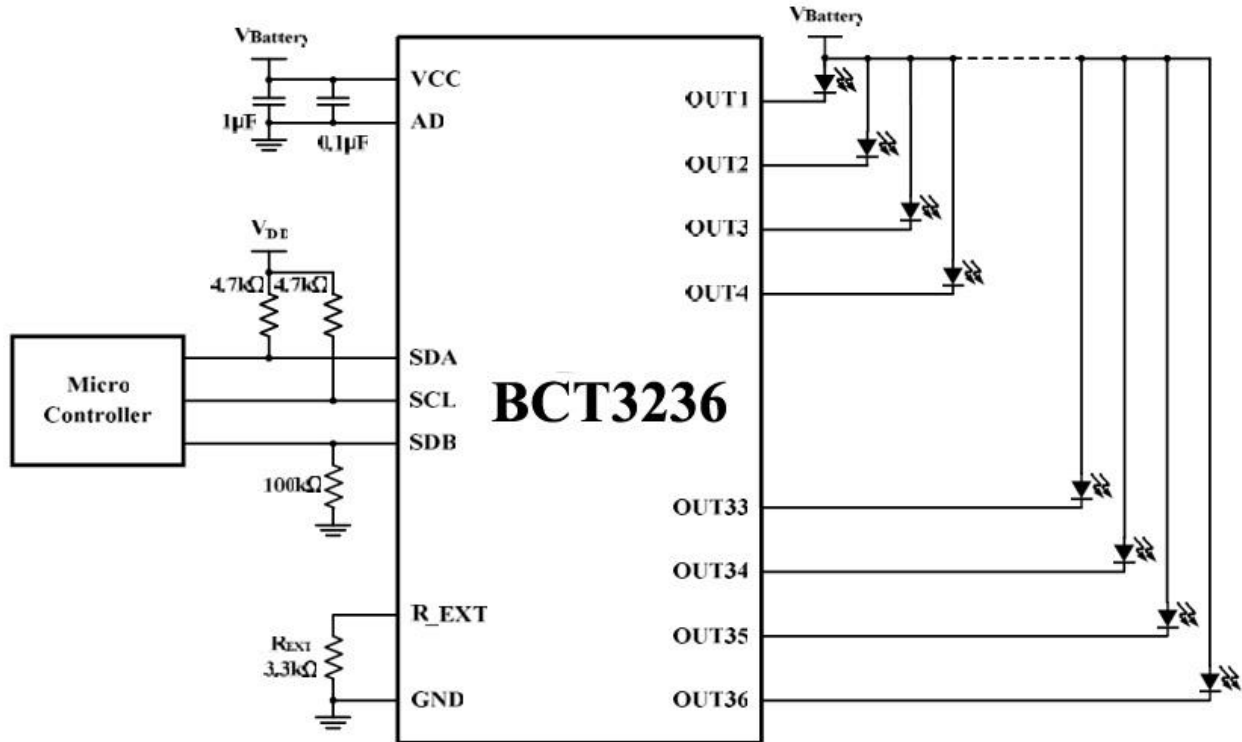 VBattery
1μF
0.1μF
VCC
AD
VDD
4.7kΩ 4.7kΩ
Micro
Controller
SDA
SCL
SDB
100kΩ
REXT
3.3kΩ
R_EXT
GND
BCT3236
VBattery
OUT1
OUT2
OUT3
OUT4
OUT33
OUT34
OUT35
OUT36